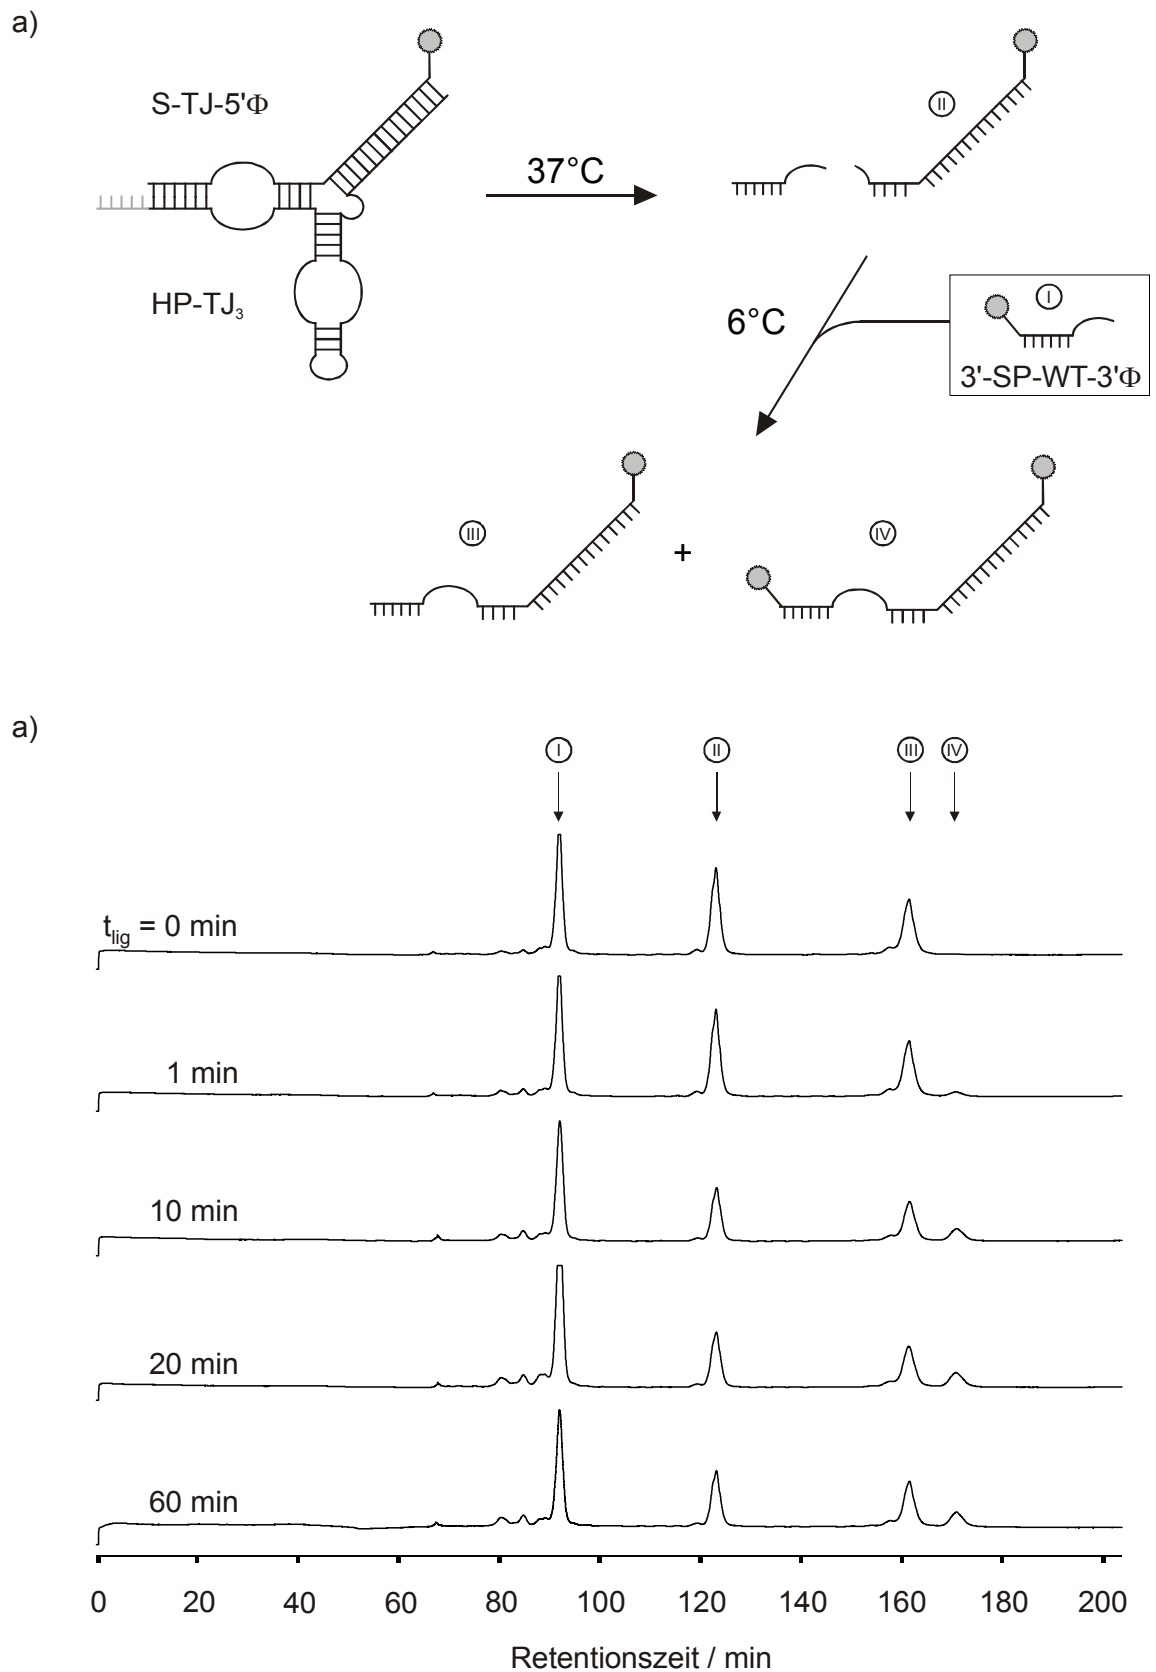 a)
S-TJ-5'Φ
II
37°C
HP-TJ3
6°C
I
3'-SP-WT-3'Φ
III
+
IV
a)
I
II
III
IV
tlig = 0 min
1 min
10 min
20 min
60 min
0 20 40 60 80 100 120 140 160 180 200
Retentionszeit / min